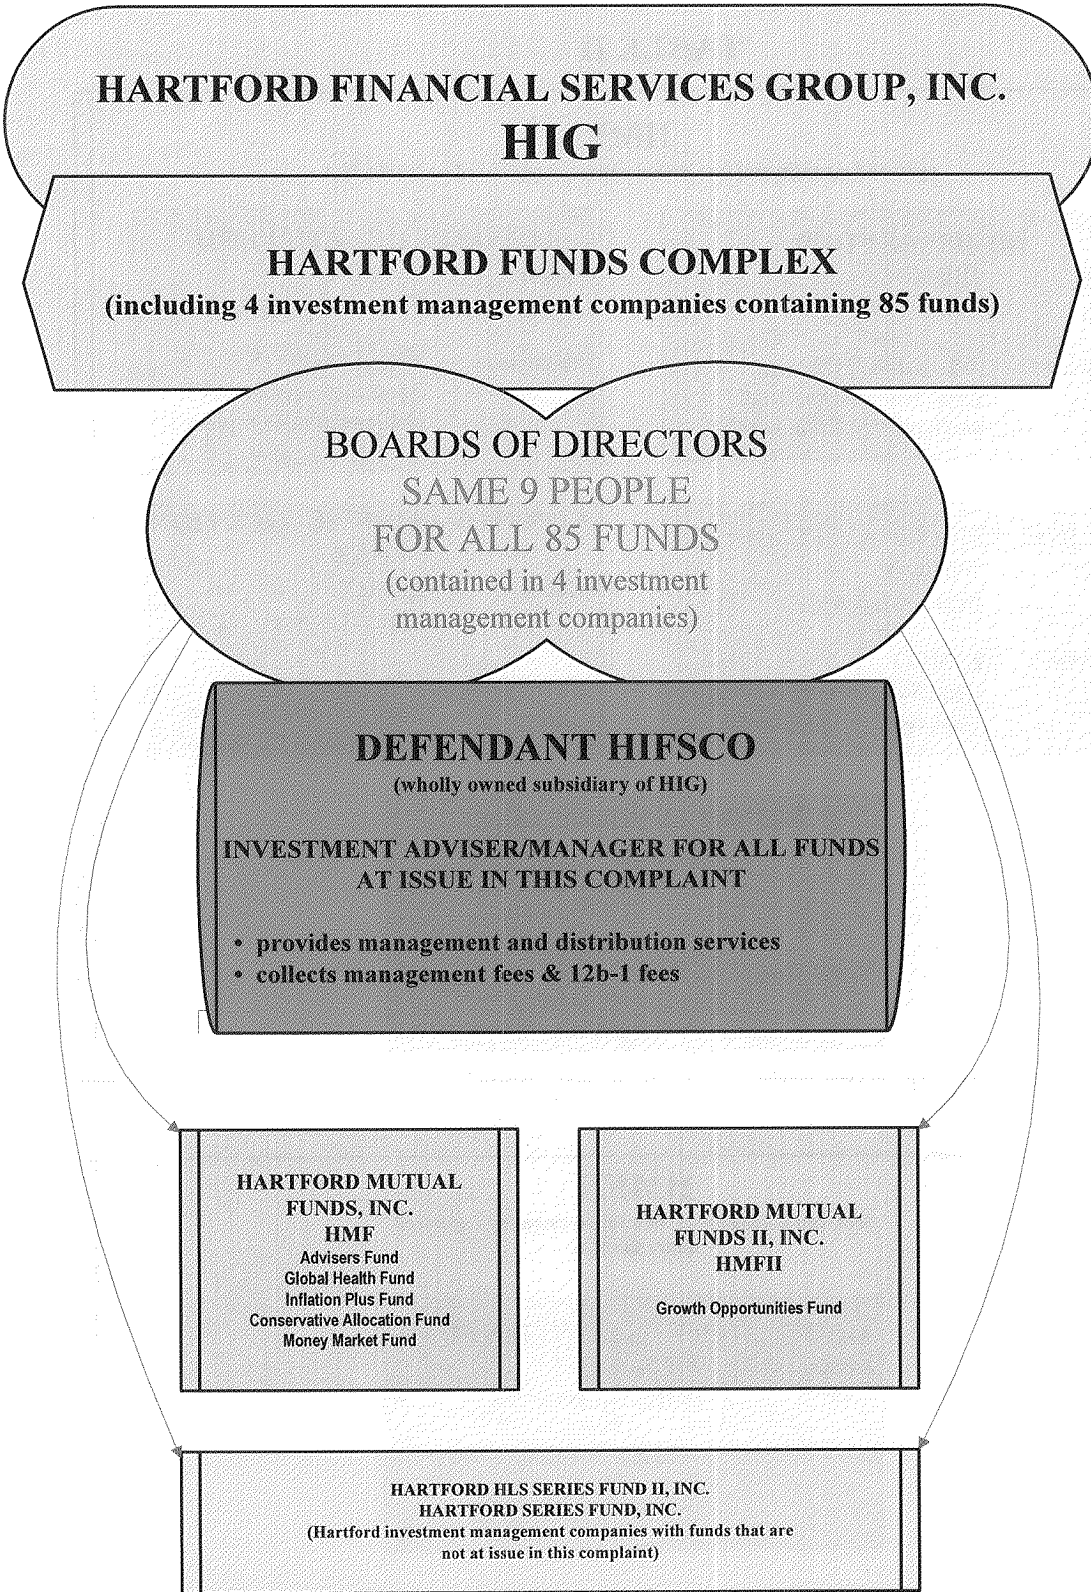 HARTFORD FINANCIAL SERVICES GROUP, INC.
HIG
HARTFORD FUNDS COMPLEX
(including 4 investment management companies containing 85 funds)
BOARDS OF DIRECTORS
SAME 9 PEOPLE
FOR ALL 85 FUNDS
(contained in 4 investment
management companies)
DEFENDANT HIFSCO
(wholly owned subsidiary of HIG)
INVESTMENT ADVISER/MANAGER FOR ALL FUNDS
AT ISSUE IN THIS COMPLAINT
• provides management and distribution services
• collects management fees & 12b-1 fees
HARTFORD MUTUAL
FUNDS, INC.
HMF
Advisers Fund
Global Health Fund
Inflation Plus Fund
Conservative Allocation Fund
Money Market Fund
HARTFORD MUTUAL
FUNDS II, INC.
HMFII
Growth Opportunities Fund
HARTFORD HLS SERIES FUND II, INC.
HARTFORD SERIES FUND, INC.
(Hartford investment management companies with funds that are
not at issue in this complaint)